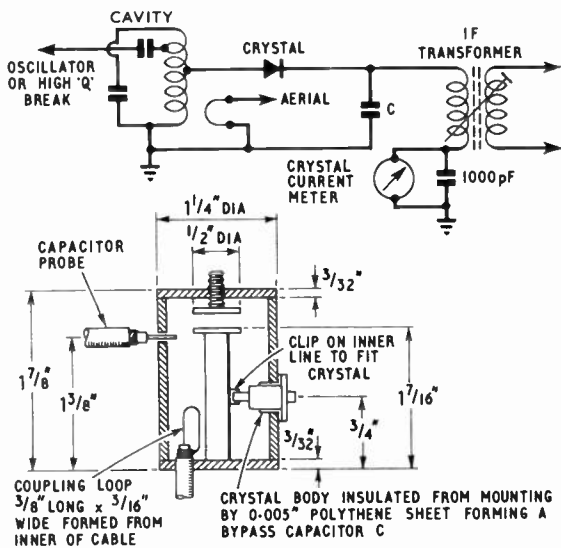 CAVITY
OSCILLATOR
OR HIGH 'Q'
BREAK
CRYSTAL
AERIAL
C
IF
TRANSFORMER
CRYSTAL
CURRENT
METER
1000pF
1 1/4" DIA
1/2" DIA
CAPACITOR
PROBE
3/32"
CLIP ON INNER
LINE TO FIT
CRYSTAL
1 7/8"
1 3/8"
1 7/16"
3/4"
3/32"
COUPLING LOOP
3/8" LONG x 3/16"
WIDE FORMED FROM
INNER OF CABLE
CRYSTAL BODY INSULATED FROM MOUNTING
BY 0·005" POLYTHENE SHEET FORMING A
BYPASS CAPACITOR C